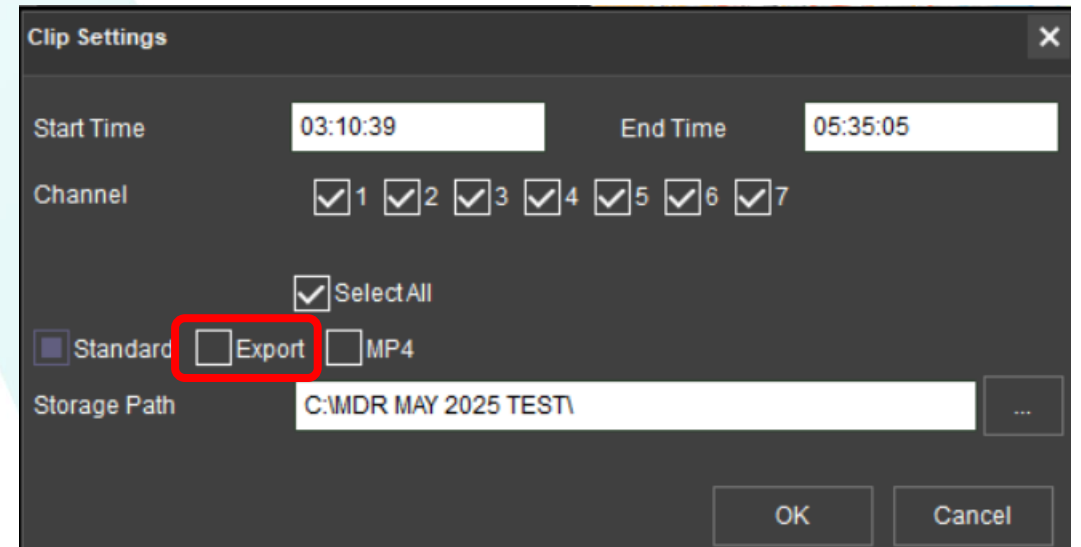 Clip Settings
Start Time 03:10:39 End Time 05:35:05
Channel 1 2 3 4 5 6 7
Select All
Standard Export MP4
Storage Path C:\MDR MAY 2025 TEST\ ...
OK Cancel